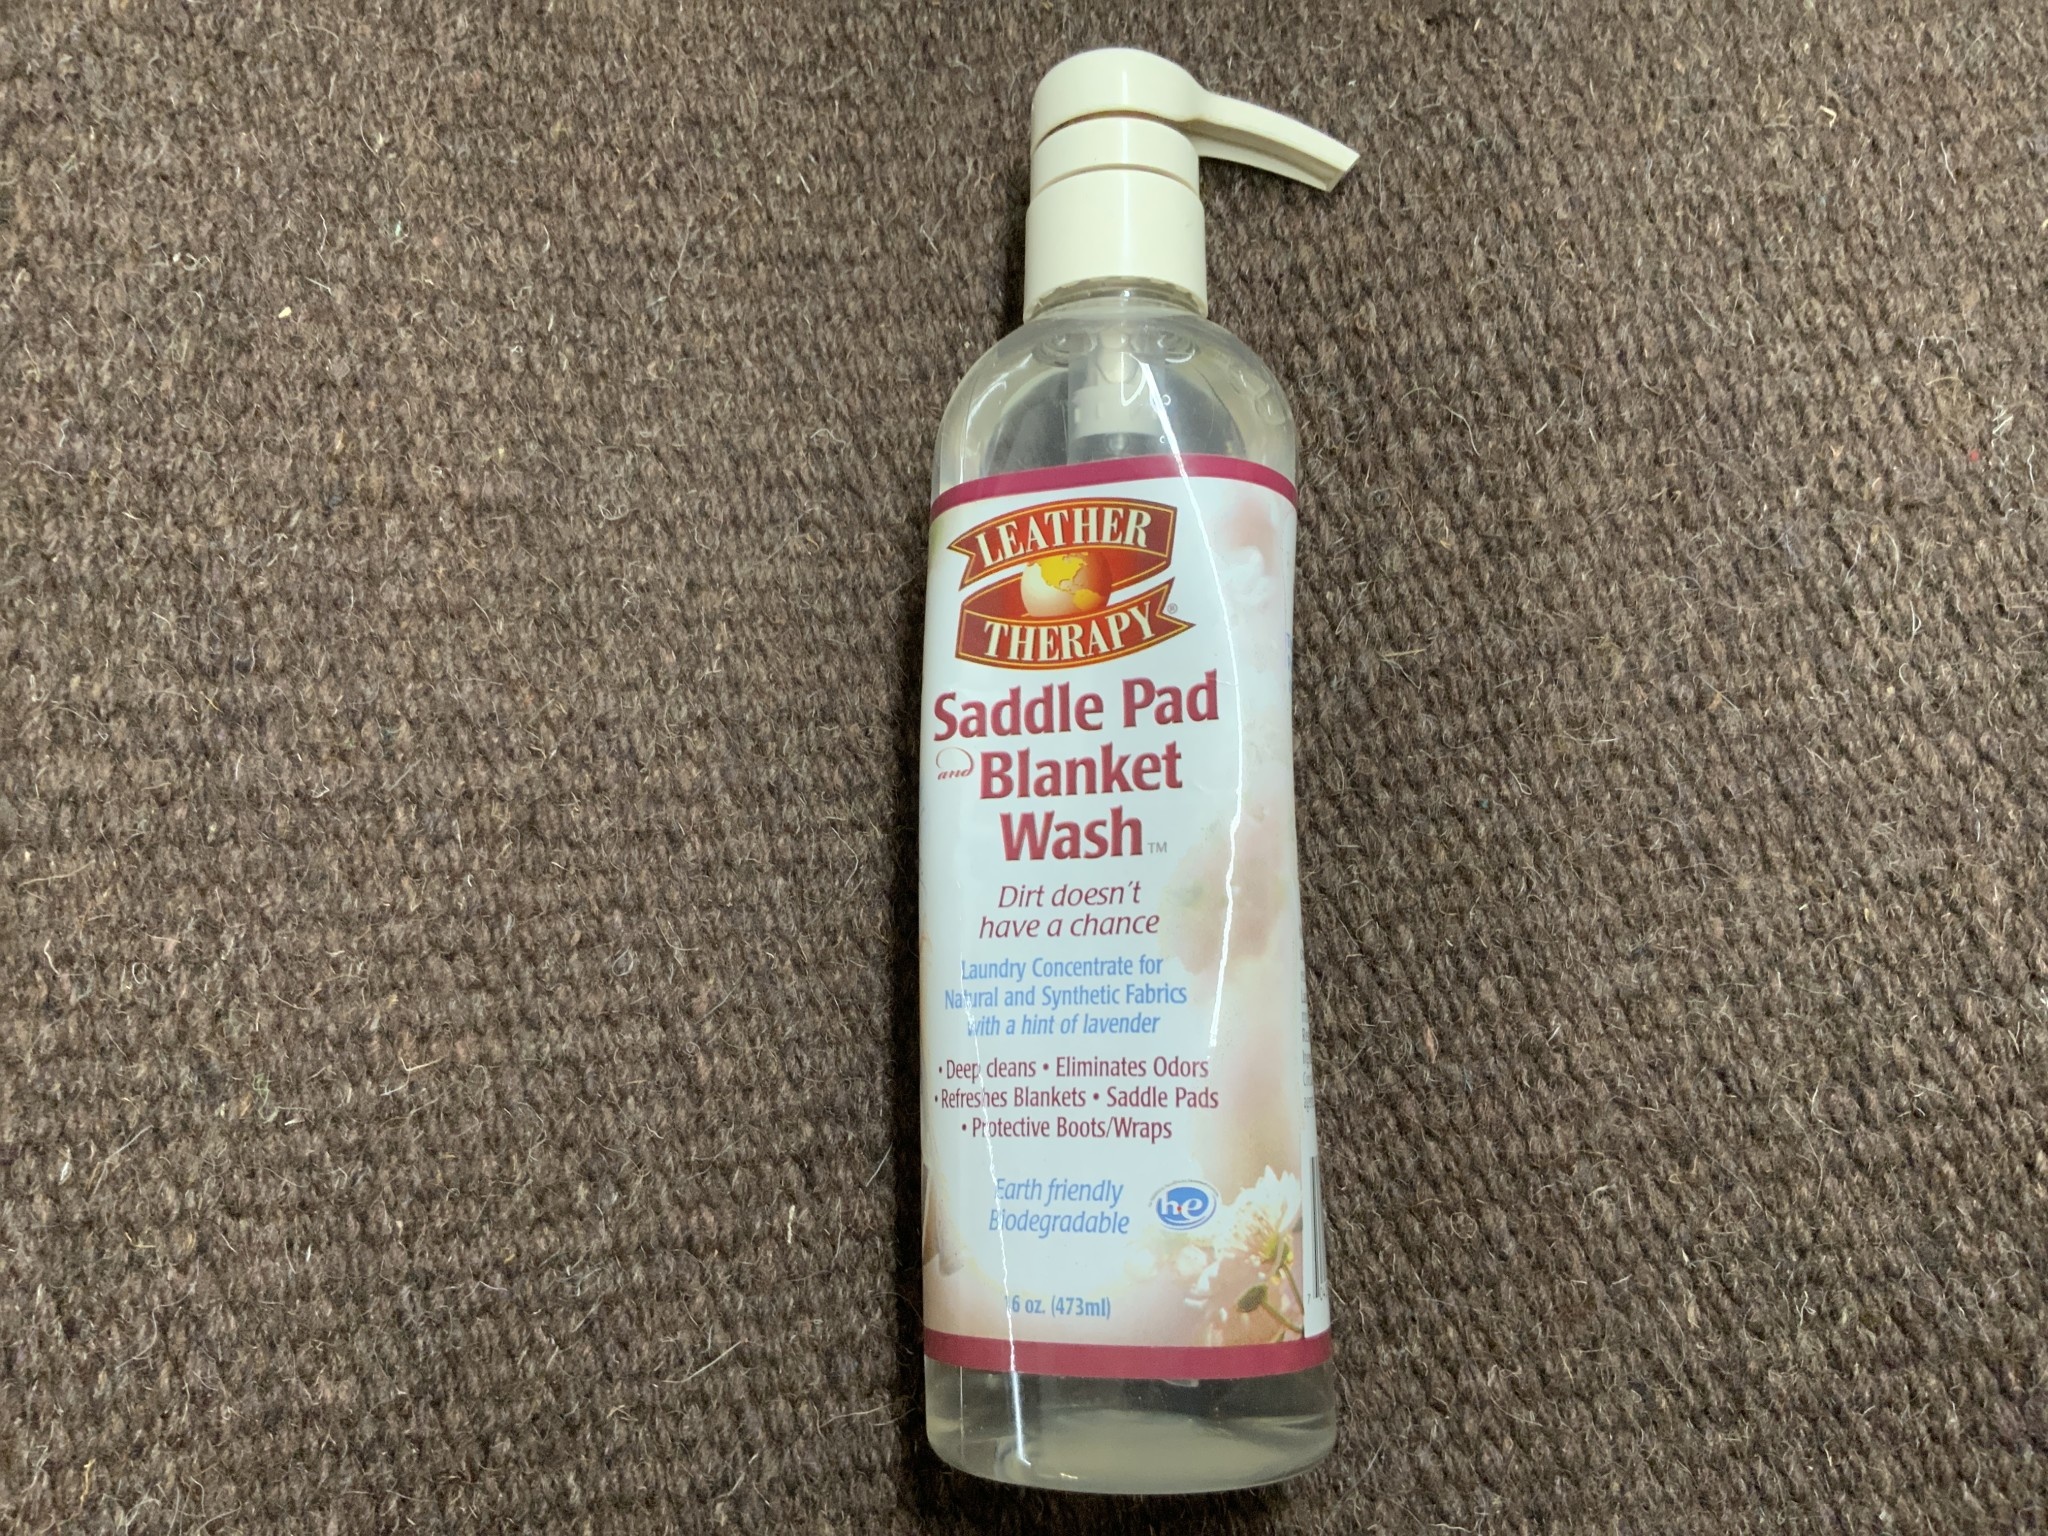 LEATHER
THERAPY®
Saddle Pad
and Blanket
Wash™
Dirt doesn't
have a chance
Laundry Concentrate for
Natural and Synthetic Fabrics
with a hint of lavender
• Deep cleans • Eliminates Odors
• Refreshes Blankets • Saddle Pads
• Protective Boots/Wraps
Earth friendly
Biodegradable
he
16 oz. (473ml)